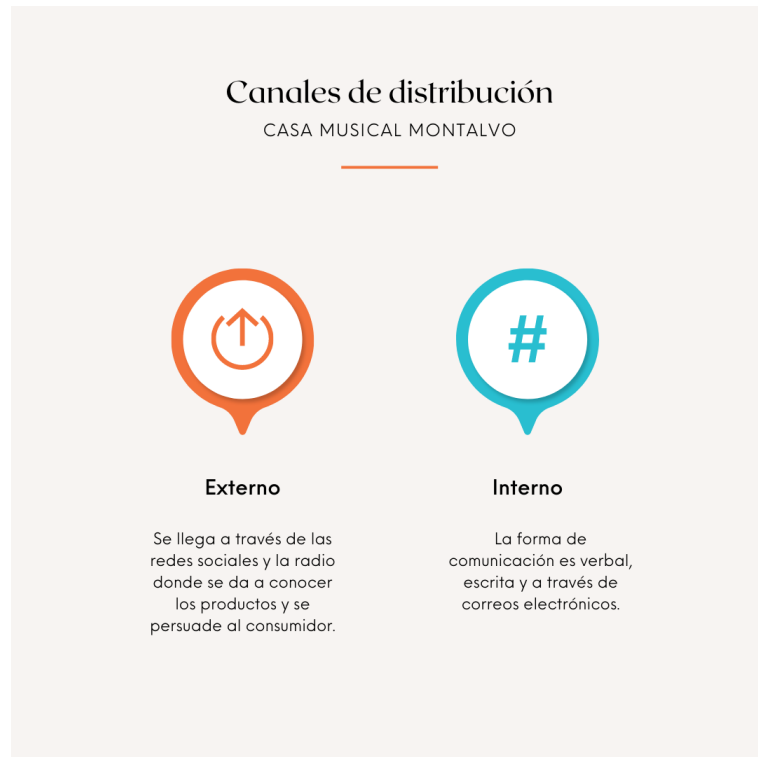 Canales de distribución
CASA MUSICAL MONTALVO
#
Externo
Se llega a través de las
redes sociales y la radio
donde se da a conocer
los productos y se
persuade al consumidor.
Interno
La forma de
comunicación es verbal,
escrita y a través de
correos electrónicos.